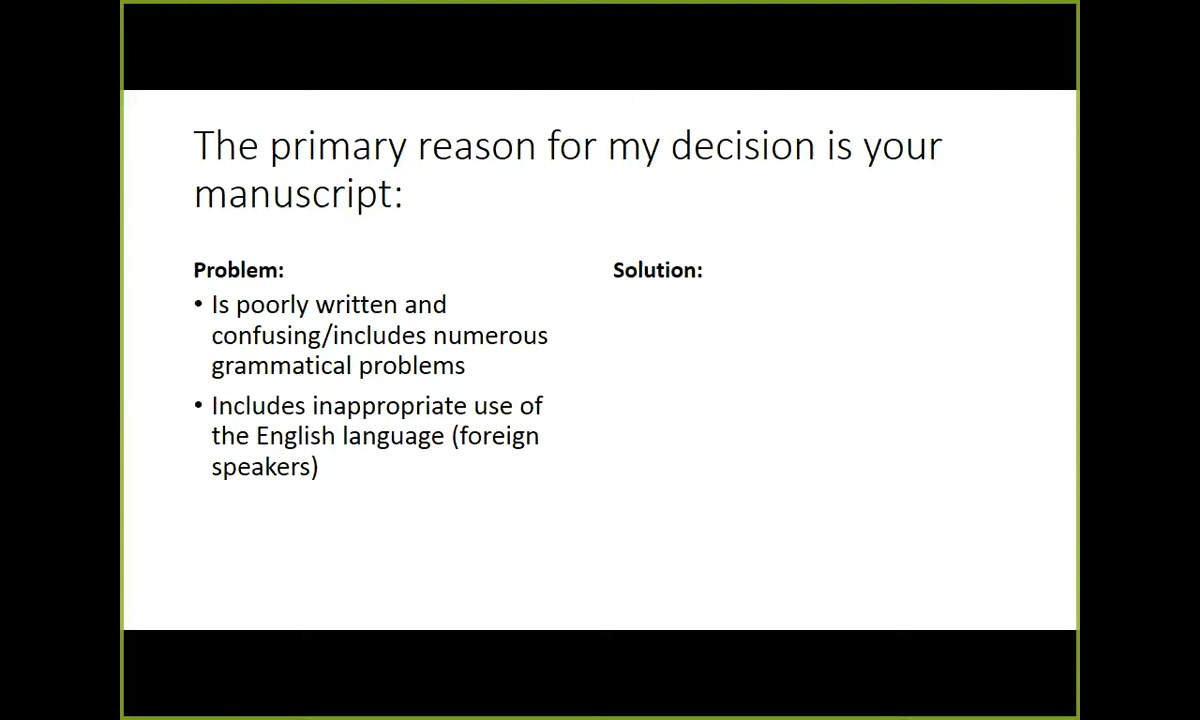 The primary reason for my decision is your
manuscript:
Problem:
• Is poorly written and
confusing/includes numerous
grammatical problems
• Includes inappropriate use of
the English language (foreign
speakers)
Solution: